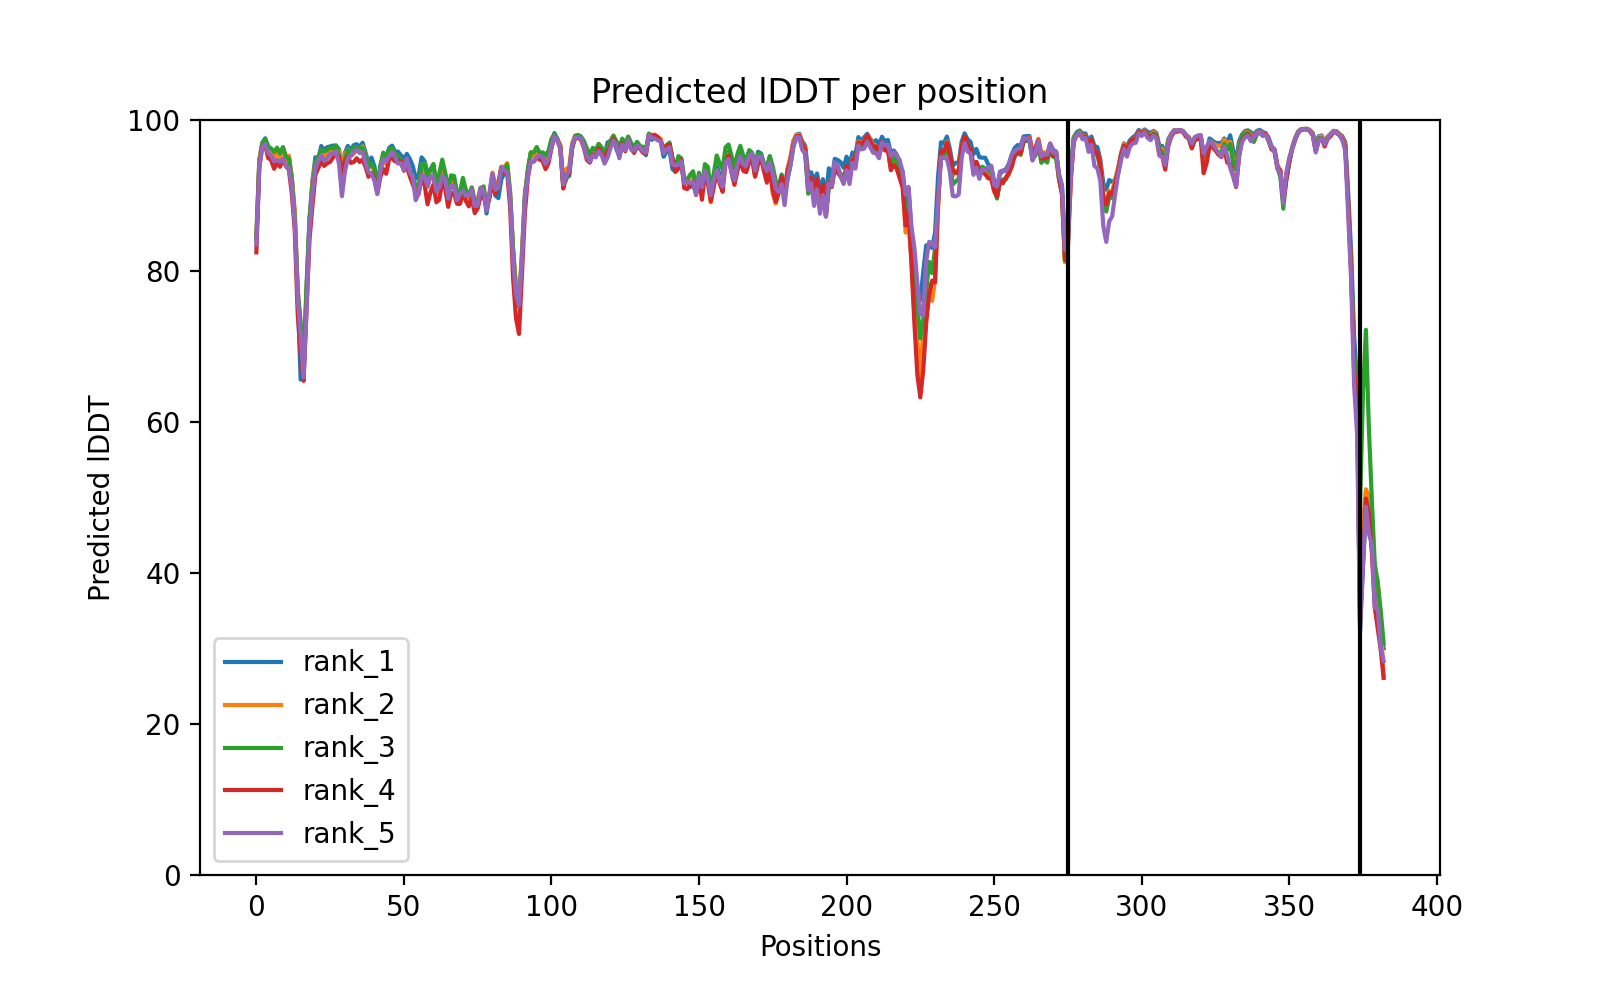 Predicted lDDT per position
100
80
60
40
20
0
Predicted lDDT
rank_1
rank_2
rank_3
rank_4
rank_5
0 50 100 150 200 250 300 350 400
Positions